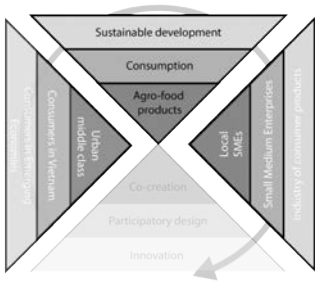 Sustainable development
Consumption
Agro-food
products
Consumers in Emerging
Economies
Consumers in Vietnam
Urban
middle class
Local
SMEs
Small Medium Enterprises
Industry of consumer products
Co-creation
Participatory design
Innovation